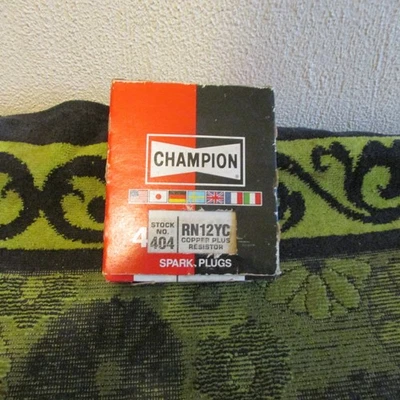 CHAMPION
4
STOCK NO. 404
RN12YC
COPPER PLUS
RESISTOR
SPARK PLUGS